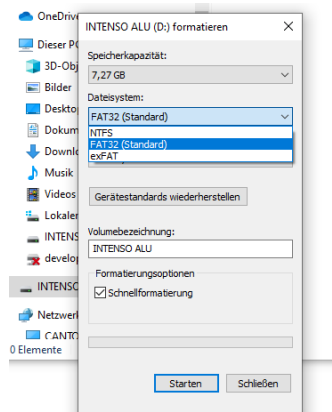 OneDrive
INTENSO ALU (D:) formatieren
Dieser PC
3D-Obj
Bilder
Deskto
Dokum
Downlo
Musik
Videos
Lokaler
INTENS
develop
INTENSO
Netzwerk
CANTO
0 Elemente
Speicherkapazität:
7,27 GB
Dateisystem:
FAT32 (Standard)
NTFS
FAT32 (Standard)
exFAT
Gerätestandards wiederherstellen
Volumebezeichnung:
INTENSO ALU
Formatierungsoptionen
Schnellformatierung
Starten
Schließen